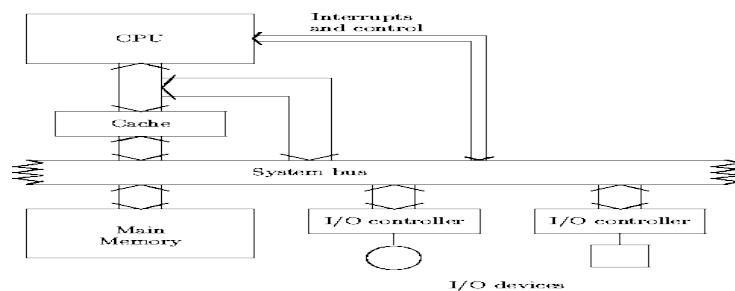 Interrupts
and control
CPU
Cache
System bus
Main
Memory
I/O controller
I/O controller
I/O devices